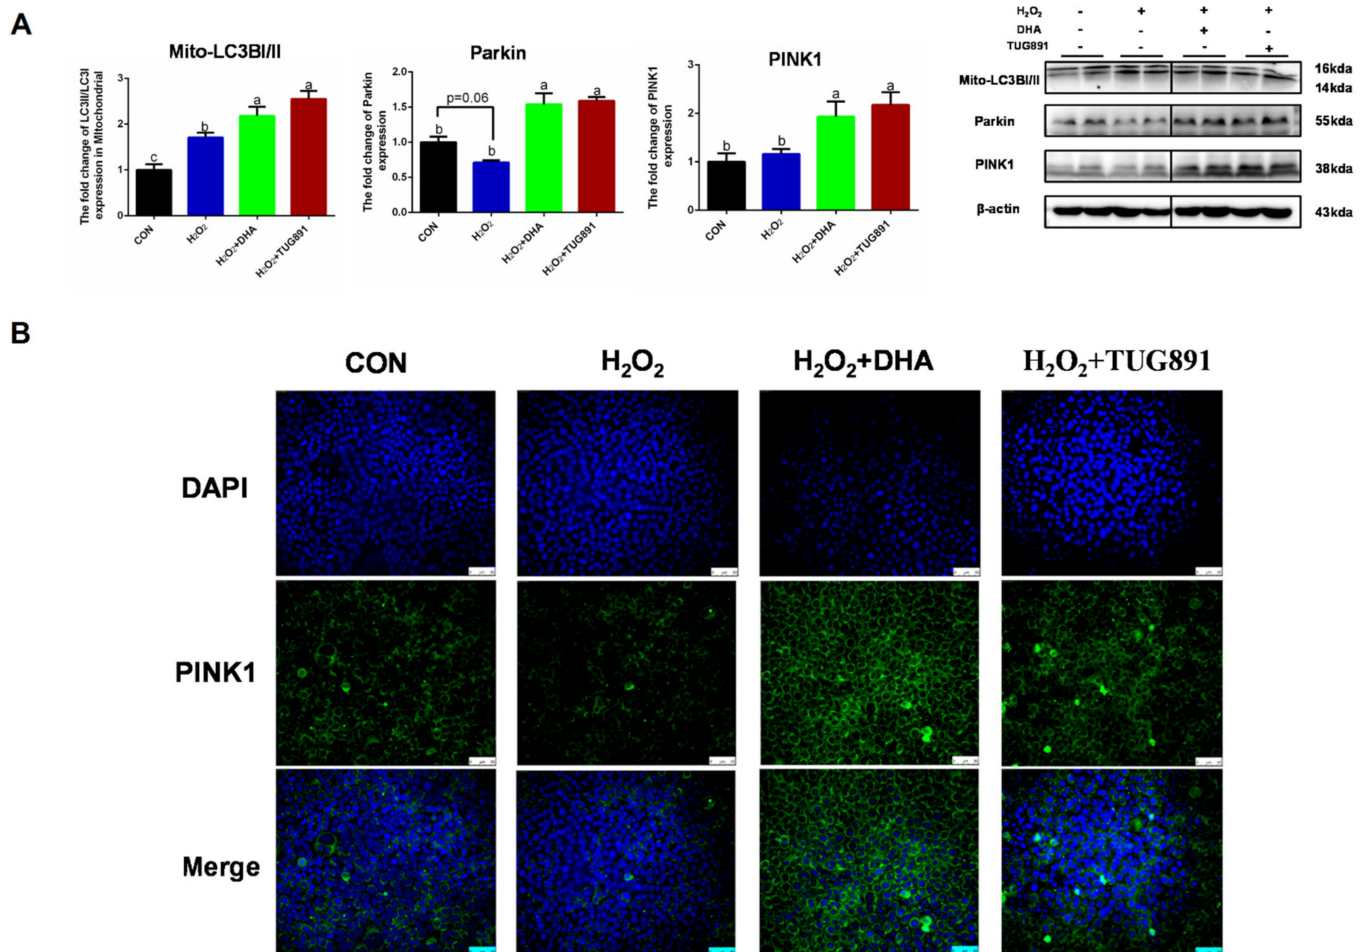 A
Mito-LC3BI/II
The fold change of LC3II/LC3I
expression in Mitochondrial
3
2
1
0
c
b
a
a
CON
H₂O₂
H₂O₂+DHA
H₂O₂+TUG891
Parkin
The fold change of Parkin
expression
2.0
1.5
1.0
0.5
0.0
p=0.06
b
b
a
a
CON
H₂O₂
H₂O₂+DHA
H₂O₂+TUG891
PINK1
The fold change of PINK1
expression
3
2
1
0
b
b
a
a
CON
H₂O₂
H₂O₂+DHA
H₂O₂+TUG891
H₂O₂ - + + +
DHA - - + -
TUG891 - - - +
Mito-LC3BI/II 16kda
14kda
Parkin 55kda
PINK1 38kda
β-actin 43kda
B
CON H₂O₂ H₂O₂+DHA H₂O₂+TUG891
DAPI
PINK1
Merge